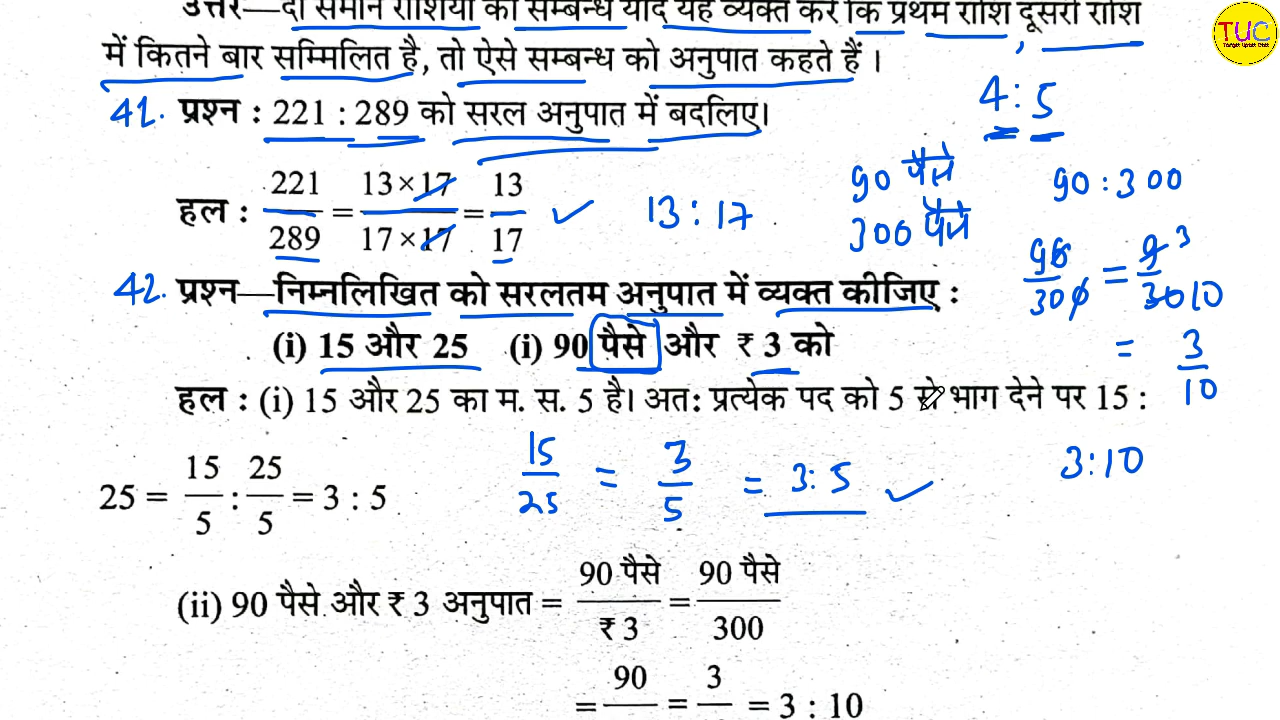 उत्तर—दो समान राशियों का सम्बन्ध यदि यह व्यक्त करे कि प्रथम राशि दूसरी राशि
में कितने बार सम्मिलित है, तो ऐसे सम्बन्ध को अनुपात कहते हैं ।
TUC
4 : 5
41. प्रश्न : 221 : 289 को सरल अनुपात में बदलिए।
90 पैसे 90 : 300
300 पैसे
हल : 221/289 = 13×17/17×17 = 13/17 ✓ 13 : 17
90/300 = 9/30 3/10
= 3/10
42. प्रश्न—निम्नलिखित को सरलतम अनुपात में व्यक्त कीजिए :
(i) 15 और 25 (i) 90 पैसे और ₹ 3 को
हल : (i) 15 और 25 का म. स. 5 है। अतः प्रत्येक पद को 5 से भाग देने पर 15 :
25 = 15/5 : 25/5 = 3 : 5
15/25 = 3/5 = 3 : 5 ✓
3 : 10
(ii) 90 पैसे और ₹ 3 अनुपात = 90 पैसे/₹ 3 = 90 पैसे/300
= 90 = 3 = 3 : 10